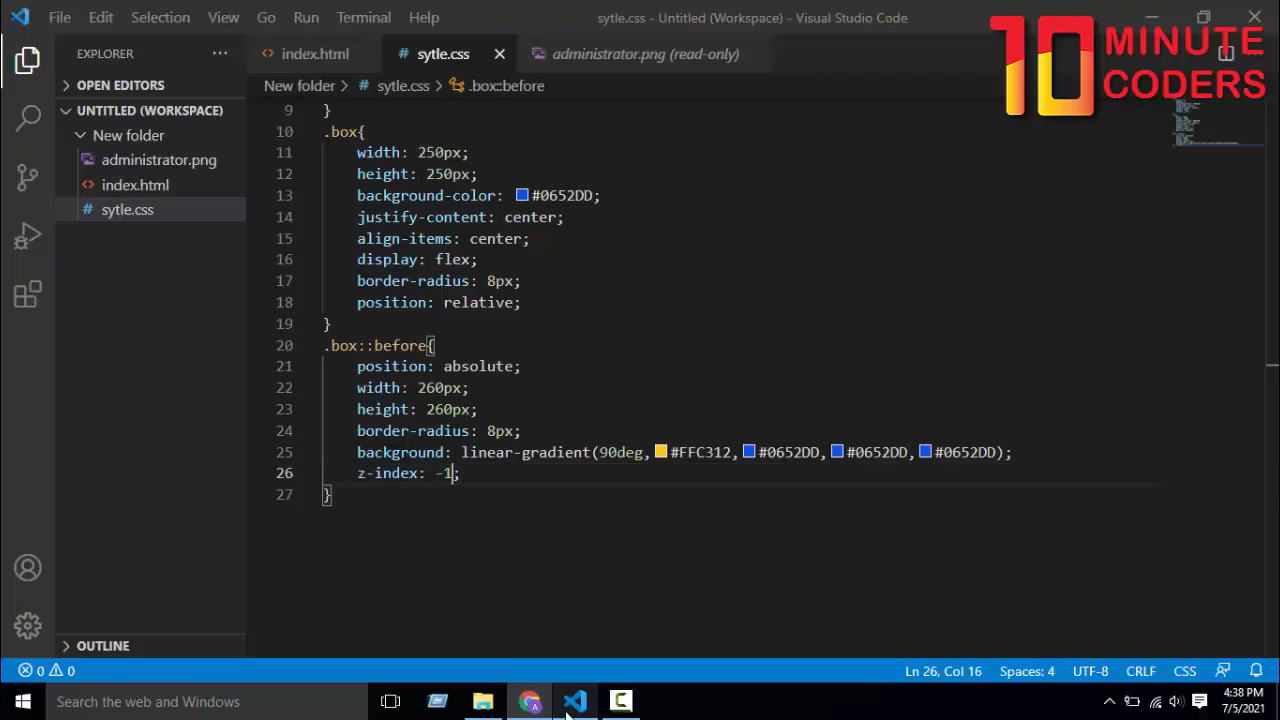 File Edit Selection View Go Run Terminal Help sytle.css - Untitled (Workspace) - Visual Studio Code
10 MINUTE
CODERS
EXPLORER
index.html
sytle.css
administrator.png (read-only)
OPEN EDITORS
New folder > sytle.css > .box::before
UNTITLED (WORKSPACE)
New folder
administrator.png
index.html
sytle.css
9 }
10 .box{
11 width: 250px;
12 height: 250px;
13 background-color: #0652DD;
14 justify-content: center;
15 align-items: center;
16 display: flex;
17 border-radius: 8px;
18 position: relative;
19 }
20 .box::before{
21 position: absolute;
22 width: 260px;
23 height: 260px;
24 border-radius: 8px;
25 background: linear-gradient(90deg,#FFC312,#0652DD,#0652DD,#0652DD);
26 z-index: -1;
27 }
OUTLINE
0 0 Ln 26, Col 16 Spaces: 4 UTF-8 CRLF CSS
Search the web and Windows
4:38 PM
7/5/2021